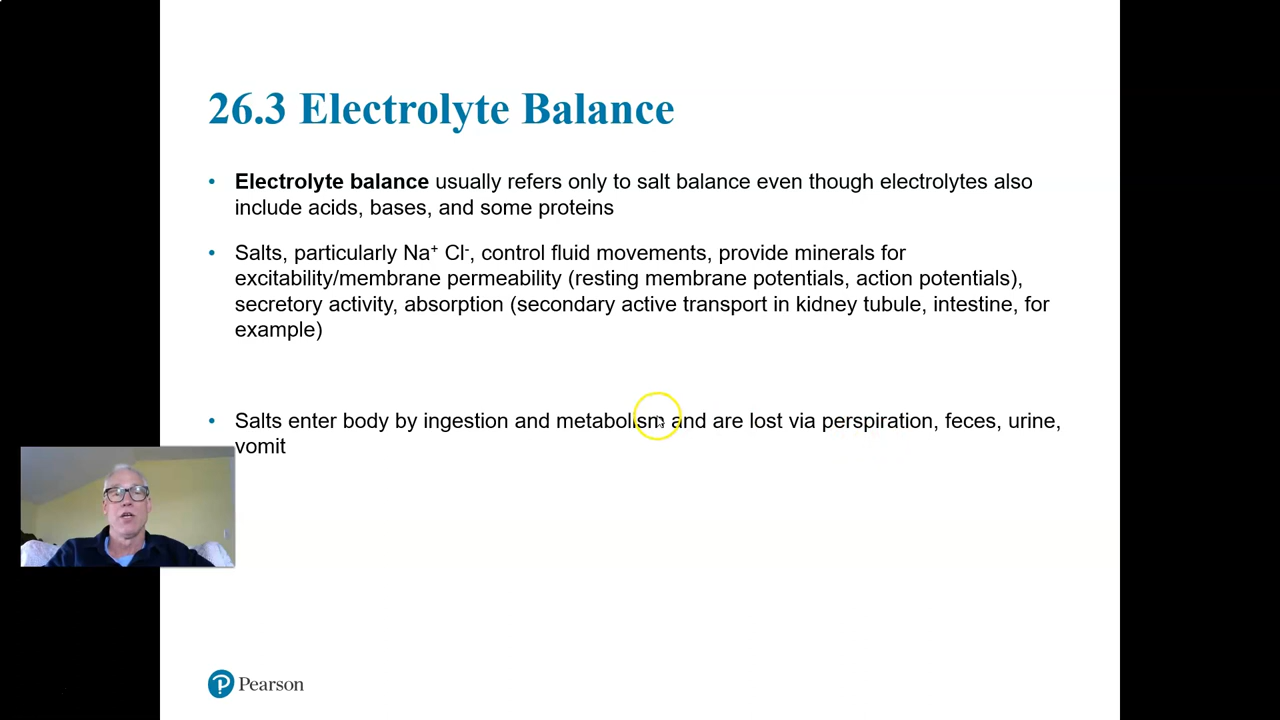 26.3 Electrolyte Balance
• Electrolyte balance usually refers only to salt balance even though electrolytes also
include acids, bases, and some proteins
• Salts, particularly Na⁺ Cl⁻, control fluid movements, provide minerals for
excitability/membrane permeability (resting membrane potentials, action potentials),
secretory activity, absorption (secondary active transport in kidney tubule, intestine, for
example)
• Salts enter body by ingestion and metabolism and are lost via perspiration, feces, urine,
vomit
P Pearson